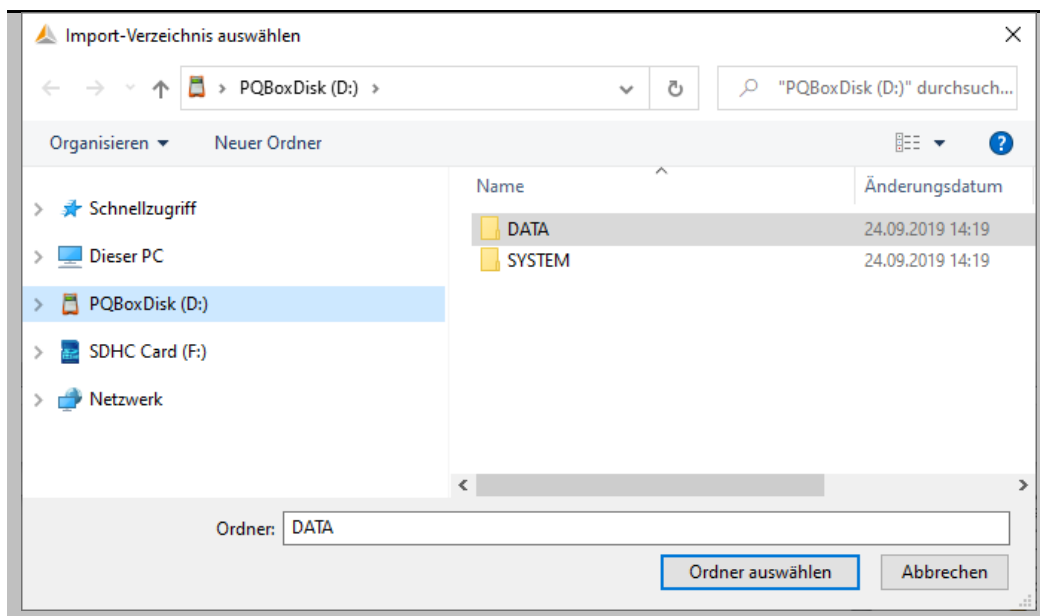 Import-Verzeichnis auswählen
PQBoxDisk (D:)
"PQBoxDisk (D:)" durchsuch...
Organisieren
Neuer Ordner
Schnellzugriff
Dieser PC
PQBoxDisk (D:)
SDHC Card (F:)
Netzwerk
Name Änderungsdatum
DATA 24.09.2019 14:19
SYSTEM 24.09.2019 14:19
Ordner: DATA
Ordner auswählen
Abbrechen